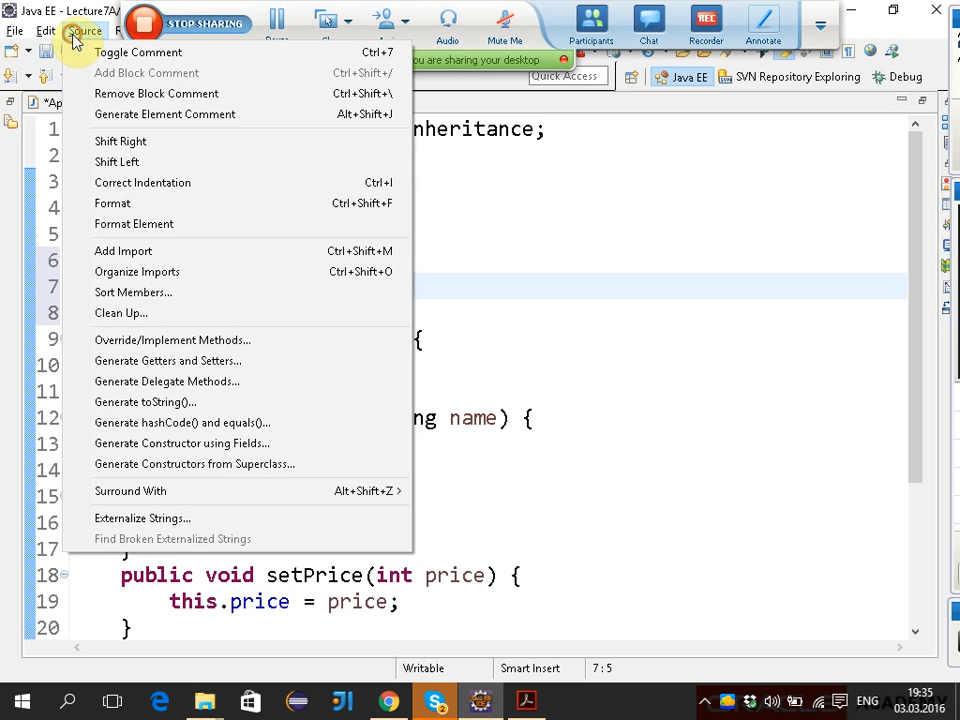 Java EE - Lecture7A/
STOP SHARING
Audio
Mute Me
Participants
Chat
REC
Recorder
Annotate
File Edit Source
ou are sharing your desktop
Quick Access
Java EE
SVN Repository Exploring
Debug
*Ap
Toggle Comment Ctrl+7
Add Block Comment Ctrl+Shift+/
Remove Block Comment Ctrl+Shift+\
Generate Element Comment Alt+Shift+J
Shift Right
Shift Left
Correct Indentation Ctrl+I
Format Ctrl+Shift+F
Format Element
Add Import Ctrl+Shift+M
Organize Imports Ctrl+Shift+O
Sort Members...
Clean Up...
Override/Implement Methods...
Generate Getters and Setters...
Generate Delegate Methods...
Generate toString()...
Generate hashCode() and equals()...
Generate Constructor using Fields...
Generate Constructors from Superclass...
Surround With Alt+Shift+Z >
Externalize Strings...
Find Broken Externalized Strings
1 nheritance;
2
3
4
5
6
7
8
9 {
10
11
12 ng name) {
13
14
15
16
17 }
18 public void setPrice(int price) {
19 this.price = price;
20 }
Writable
Smart Insert
7 : 5
ENG
19:35
03.03.2016